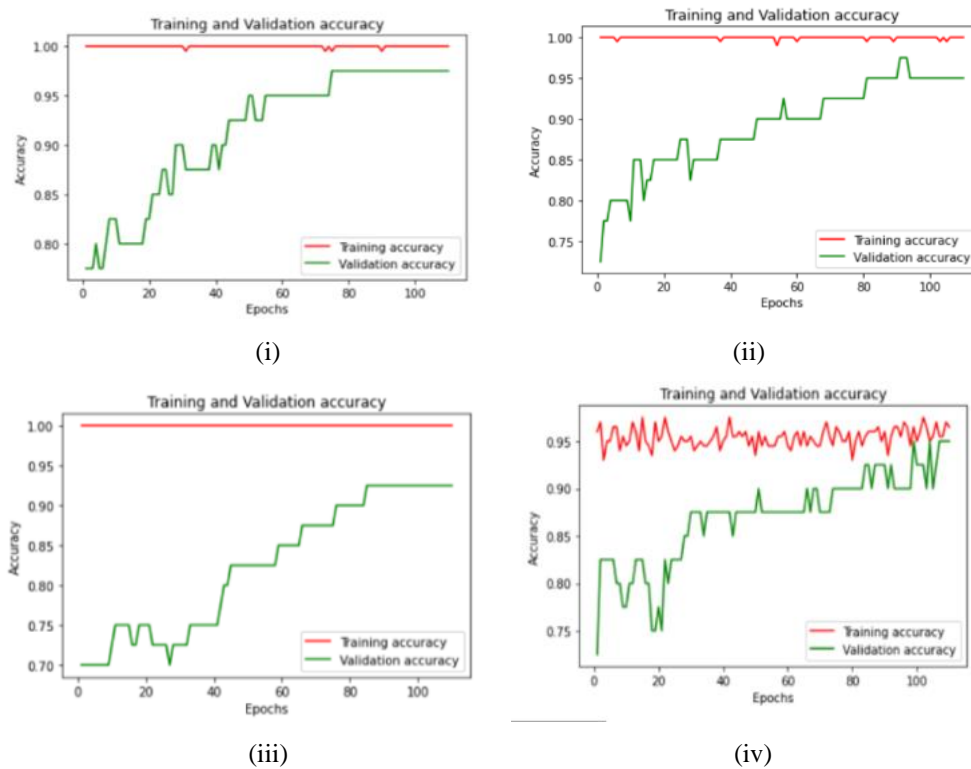 Training and Validation accuracy
1.00
0.95
0.90
0.85
0.80
Accuracy
0 20 40 60 80 100
Epochs
Training accuracy
Validation accuracy
(i)
Training and Validation accuracy
1.00
0.95
0.90
0.85
0.80
0.75
Accuracy
0 20 40 60 80 100
Epochs
Training accuracy
Validation accuracy
(ii)
Training and Validation accuracy
1.00
0.95
0.90
0.85
0.80
0.75
0.70
Accuracy
0 20 40 60 80 100
Epochs
Training accuracy
Validation accuracy
(iii)
Training and Validation accuracy
0.95
0.90
0.85
0.80
0.75
Accuracy
0 20 40 60 80 100
Epochs
Training accuracy
Validation accuracy
(iv)